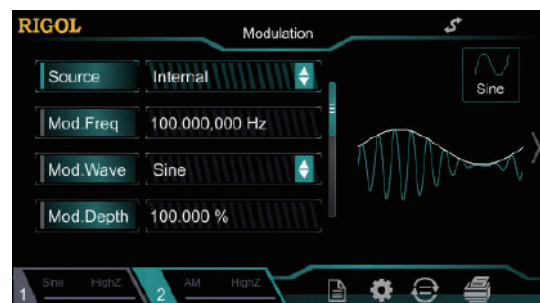 RIGOL
Modulation
Sine
Source Internal
Mod.Freq 100.000,000 Hz
Mod.Wave Sine
Mod.Depth 100.000 %
1 Sine HighZ 2 AM HighZ